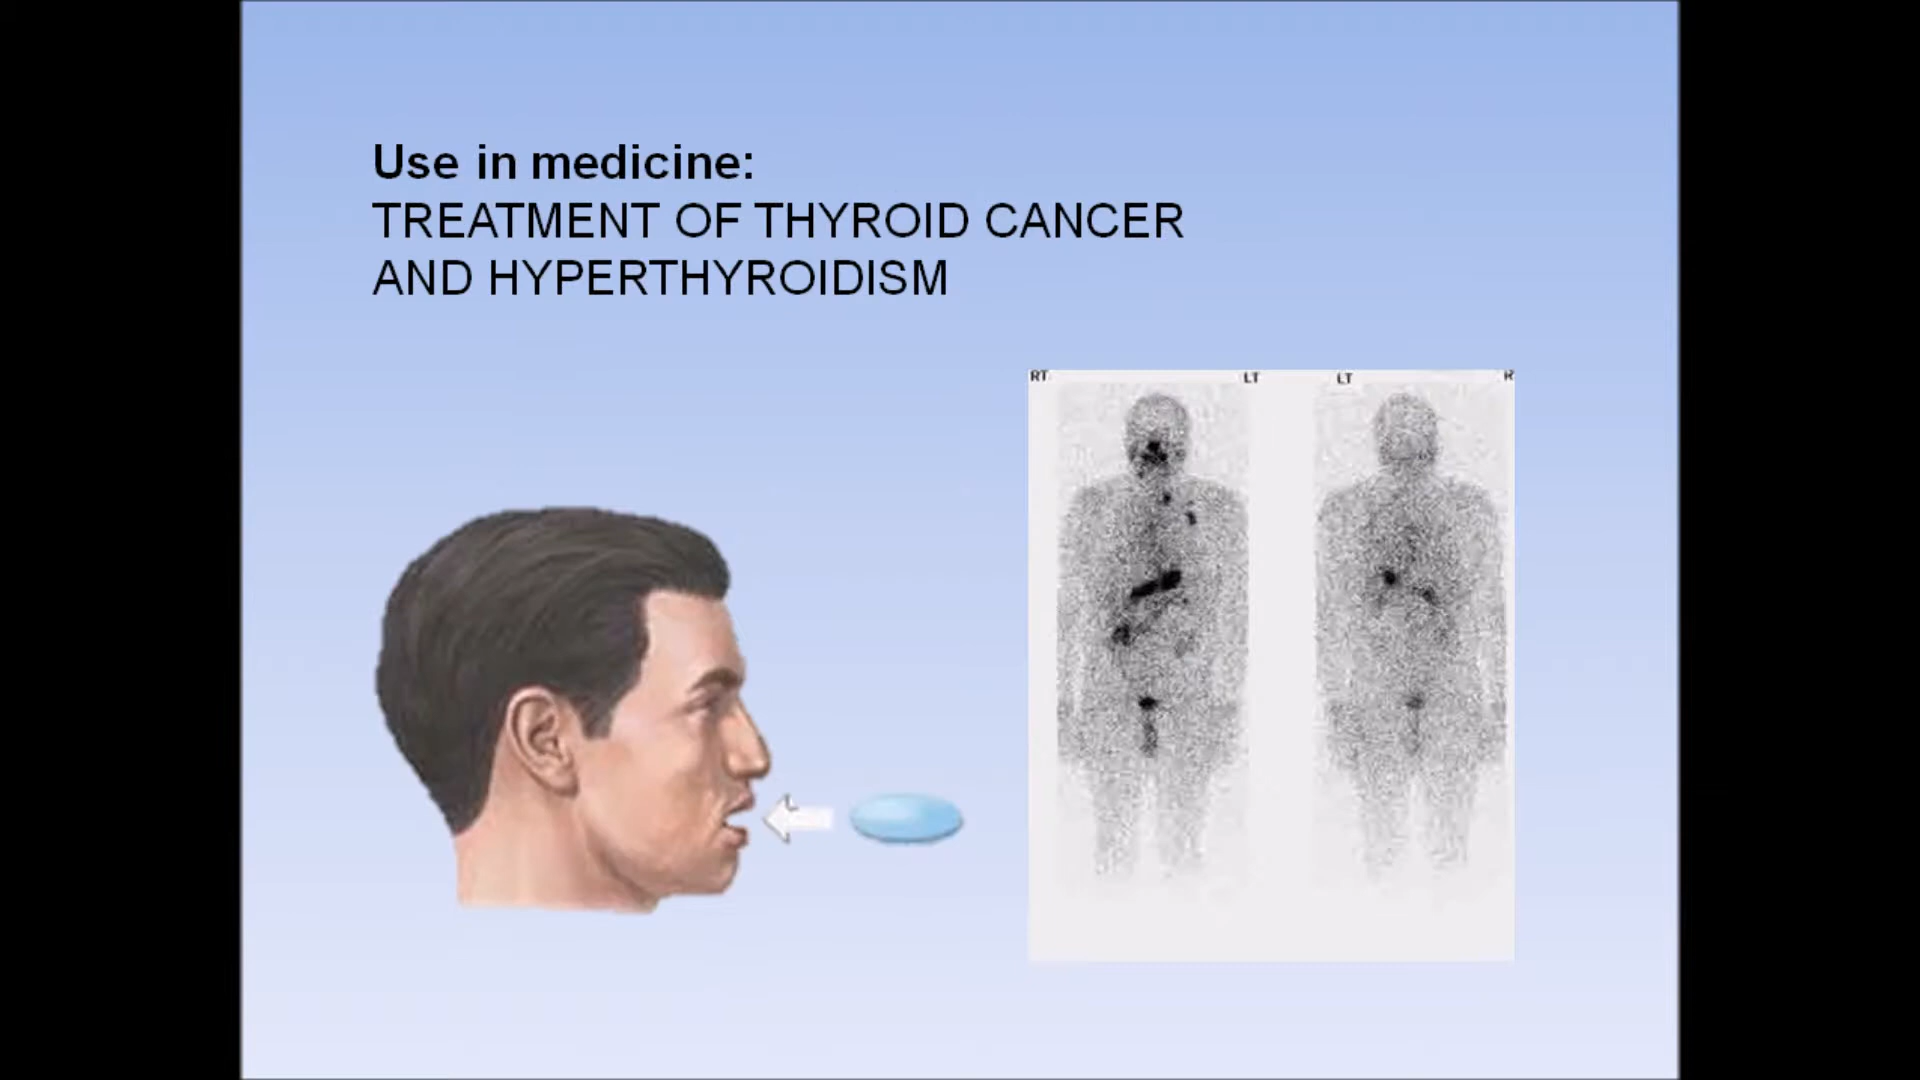 Use in medicine:
TREATMENT OF THYROID CANCER
AND HYPERTHYROIDISM
RT LT LT R